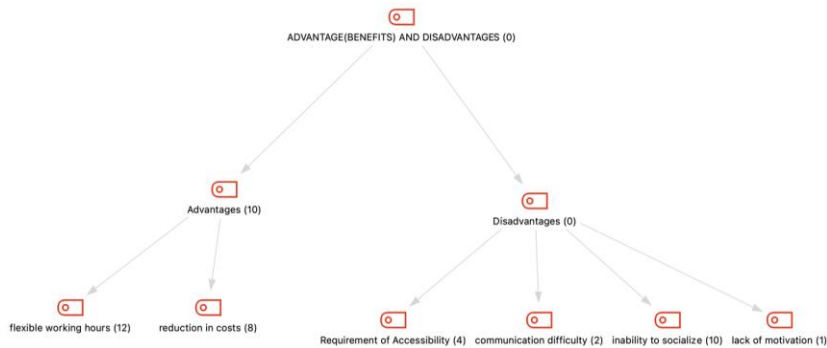 ADVANTAGE(BENEFITS) AND DISADVANTAGES (0)
Advantages (10)
Disadvantages (0)
flexible working hours (12)
reduction in costs (8)
Requirement of Accessibility (4)
communication difficulty (2)
inability to socialize (10)
lack of motivation (1)